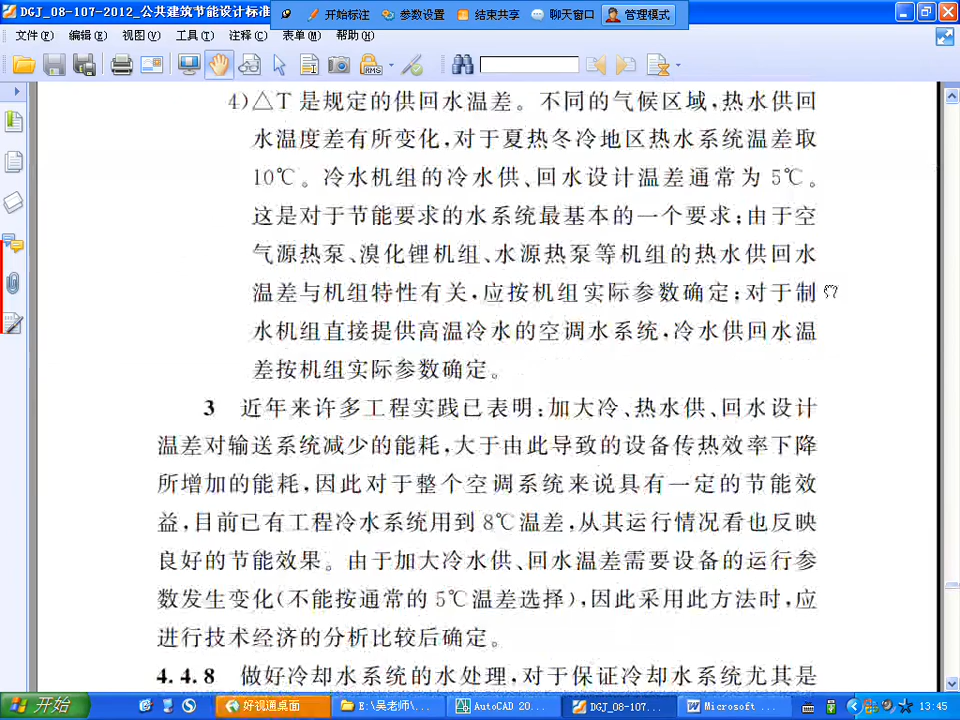 DGJ_08-107-2012_公共建筑节能设计标准
开始标注 参数设置 结束共享 聊天窗口 管理模式
文件(F) 编辑(E) 视图(V) 工具(T) 注释(C) 表单(M) 帮助(H)
4)△T 是规定的供回水温差。不同的气候区域,热水供回
水温度差有所变化,对于夏热冬冷地区热水系统温差取
10℃。冷水机组的冷水供、回水设计温差通常为 5℃。
这是对于节能要求的水系统最基本的一个要求;由于空
气源热泵、溴化锂机组、水源热泵等机组的热水供回水
温差与机组特性有关,应按机组实际参数确定;对于制
水机组直接提供高温冷水的空调水系统,冷水供回水温
差按机组实际参数确定。
3 近年来许多工程实践已表明:加大冷、热水供、回水设计
温差对输送系统减少的能耗,大于由此导致的设备传热效率下降
所增加的能耗,因此对于整个空调系统来说具有一定的节能效
益,目前已有工程冷水系统用到 8℃温差,从其运行情况看也反映
良好的节能效果。由于加大冷水供、回水温差需要设备的运行参
数发生变化(不能按通常的 5℃温差选择),因此采用此方法时,应
进行技术经济的分析比较后确定。
4.4.8 做好冷却水系统的水处理,对于保证冷却水系统尤其是
开始 好视通桌面 E:\吴老师\... AutoCAD 20... DGJ_08-107... Microsoft ... 13:45